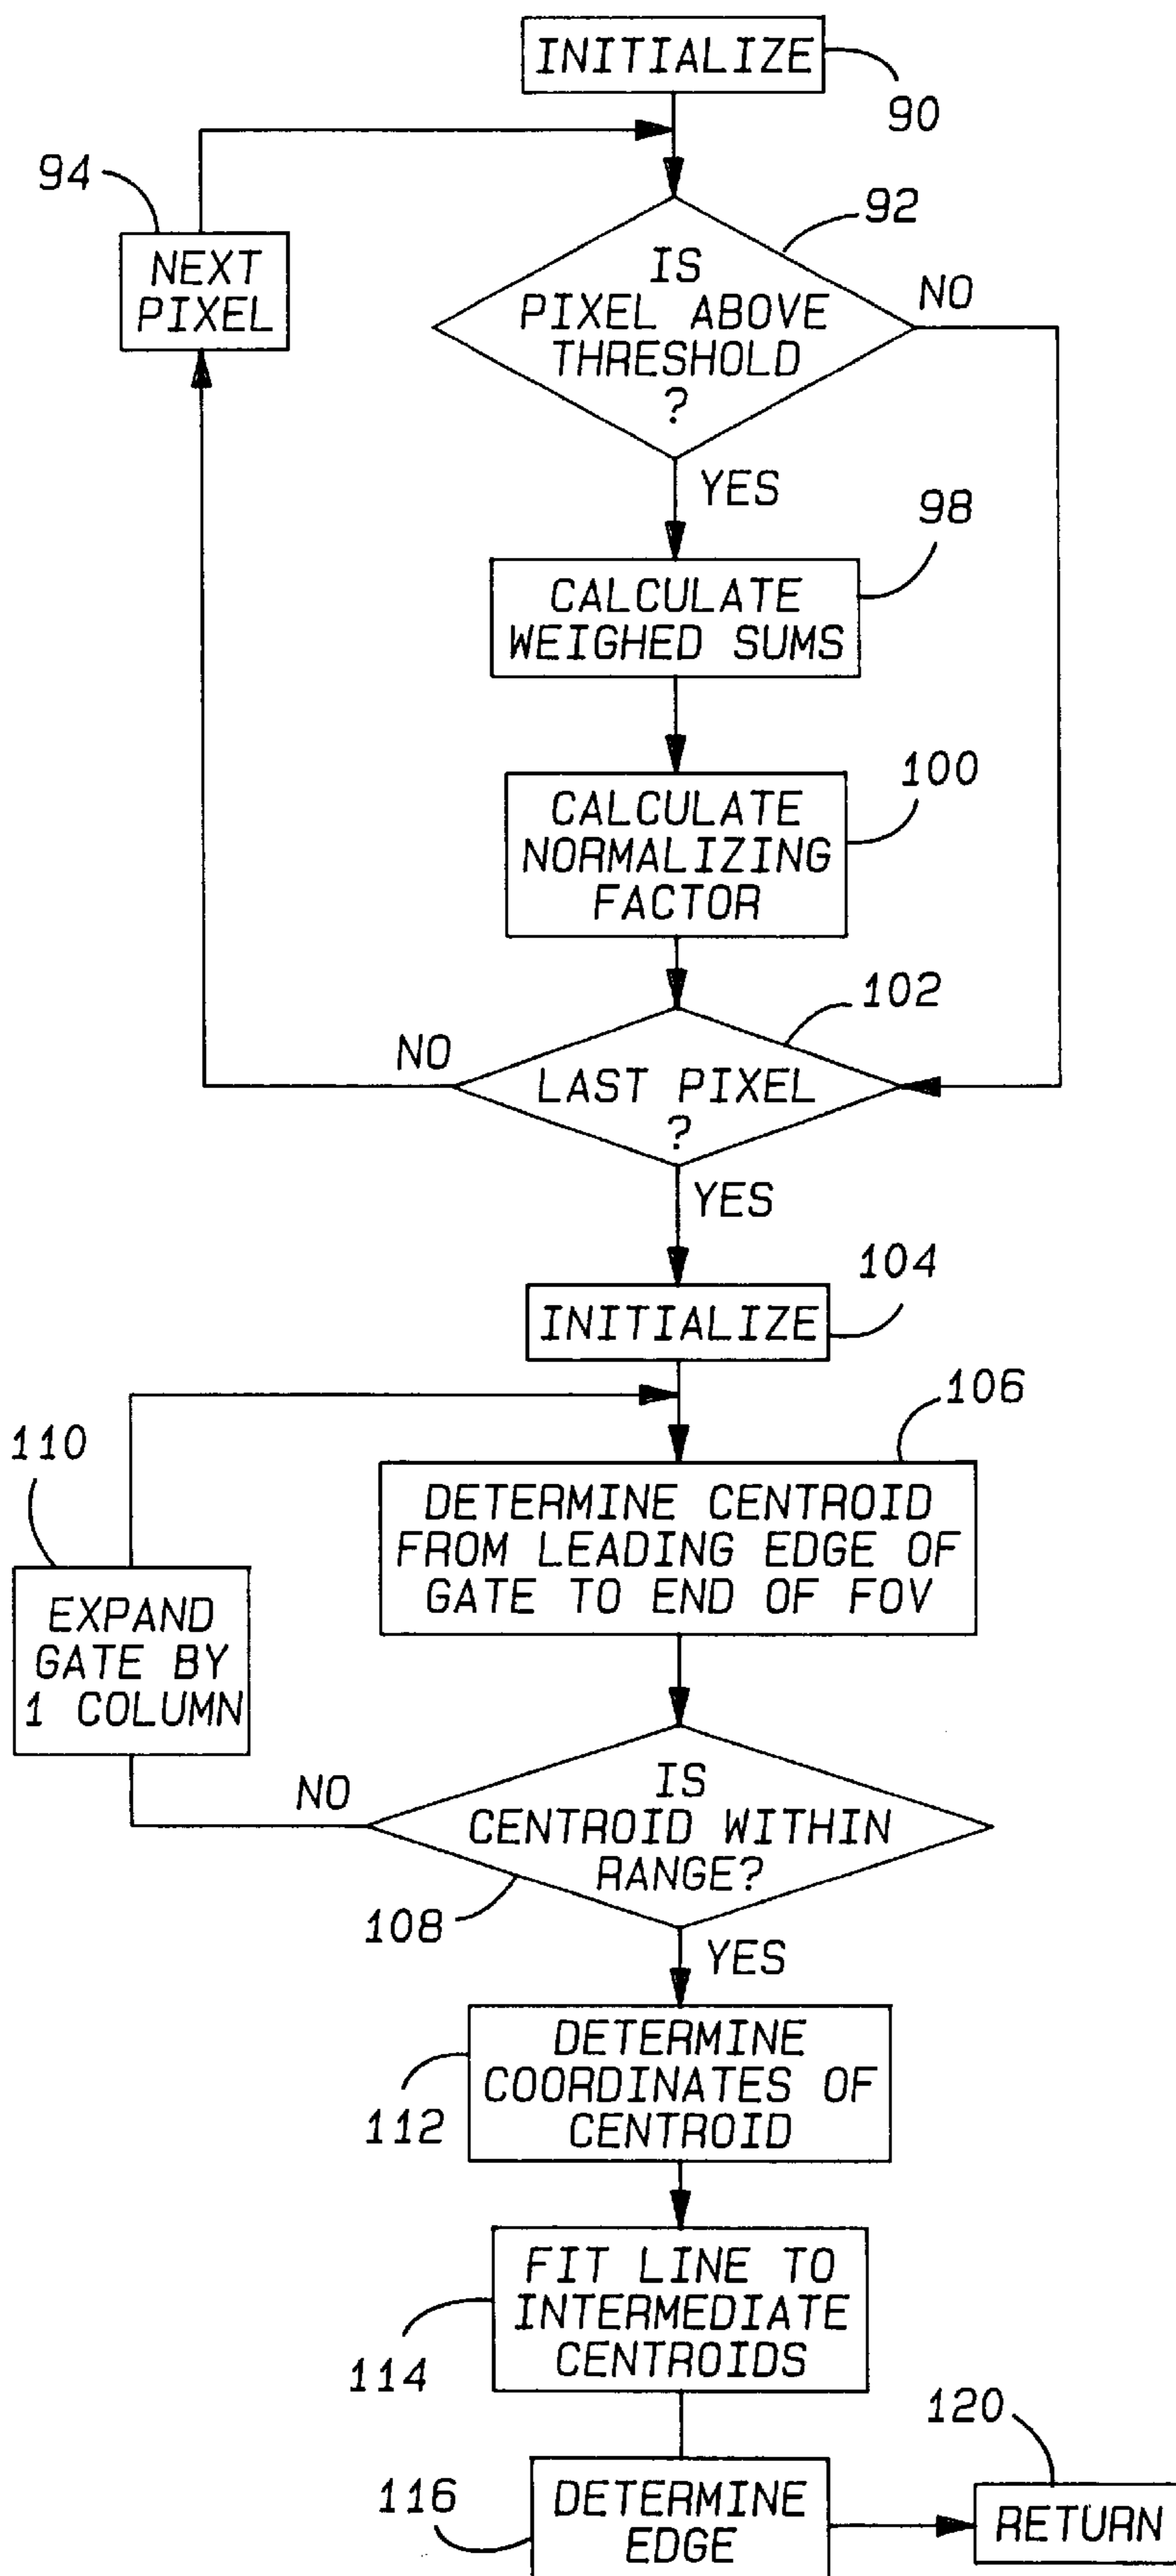 INITIALIZE
90
94
92
NEXT
PIXEL
IS
PIXEL ABOVE
THRESHOLD
?
NO
YES
98
CALCULATE
WEIGHED SUMS
100
CALCULATE
NORMALIZING
FACTOR
102
NO
LAST PIXEL
?
YES
104
INITIALIZE
106
110
DETERMINE CENTROID
FROM LEADING EDGE OF
GATE TO END OF FOV
EXPAND
GATE BY
1 COLUMN
NO
IS
CENTROID WITHIN
RANGE?
108
YES
DETERMINE
COORDINATES OF
CENTROID
112
FIT LINE TO
INTERMEDIATE
CENTROIDS
114
120
116
DETERMINE
EDGE
RETURN